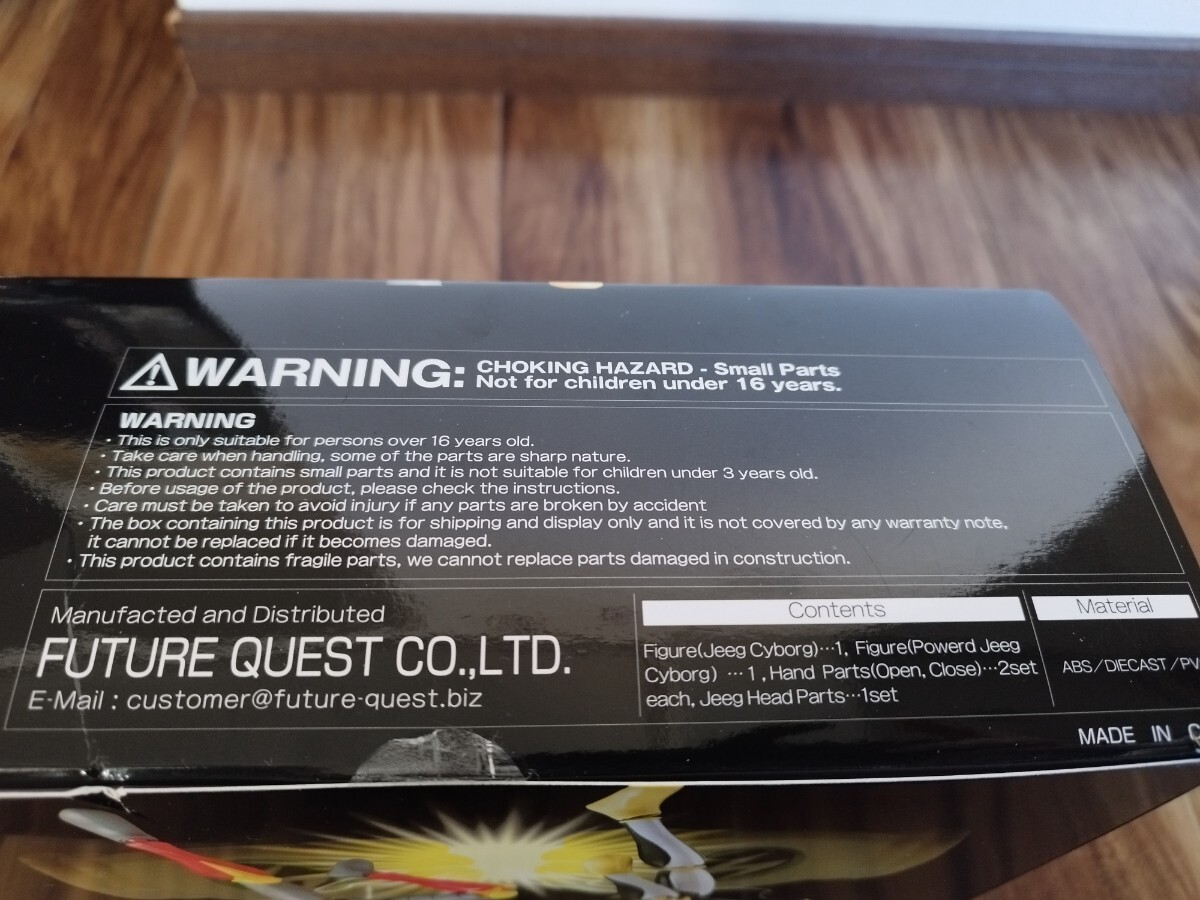 WARNING: CHOKING HAZARD - Small Parts
Not for children under 16 years.
WARNING
・This is only suitable for persons over 16 years old.
・Take care when handling, some of the parts are sharp nature.
・This product contains small parts and it is not suitable for children under 3 years old.
・Before usage of the product, please check the instructions.
・Care must be taken to avoid injury if any parts are broken by accident
・The box containing this product is for shipping and display only and it is not covered by any warranty note,
it cannot be replaced if it becomes damaged.
・This product contains fragile parts, we cannot replace parts damaged in construction.
Manufacted and Distributed
FUTURE QUEST CO.,LTD.
E-Mail : customer@future-quest.biz
Contents
Figure(Jeeg Cyborg)…1, Figure(Powerd Jeeg
Cyborg) …1,Hand Parts(Open, Close)…2set
each, Jeeg Head Parts…1set
Material
ABS/DIECAST/PV
MADE IN